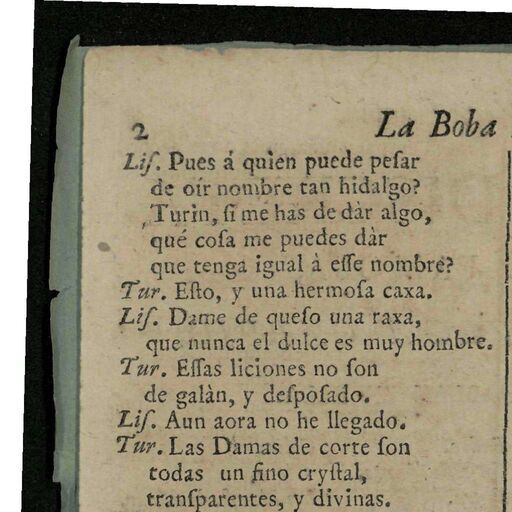 2
La Boba
Liſ. Pues á quien puede peſar
de oír nombre tan hidalgo?
Turin, ſi me has de dàr algo,
qué coſa me puedes dàr
que tenga igual à eſſe nombre?
Tur. Eſto, y una hermoſa caxa.
Liſ. Dame de queſo una raxa,
que nunca el dulce es muy hombre.
Tur. Eſſas liciones no ſon
de galàn, y deſpoſado.
Liſ. Aun aora no he llegado.
Tur. Las Damas de corte ſon
todas un fino cryſtal,
tranſparentes, y divinas.